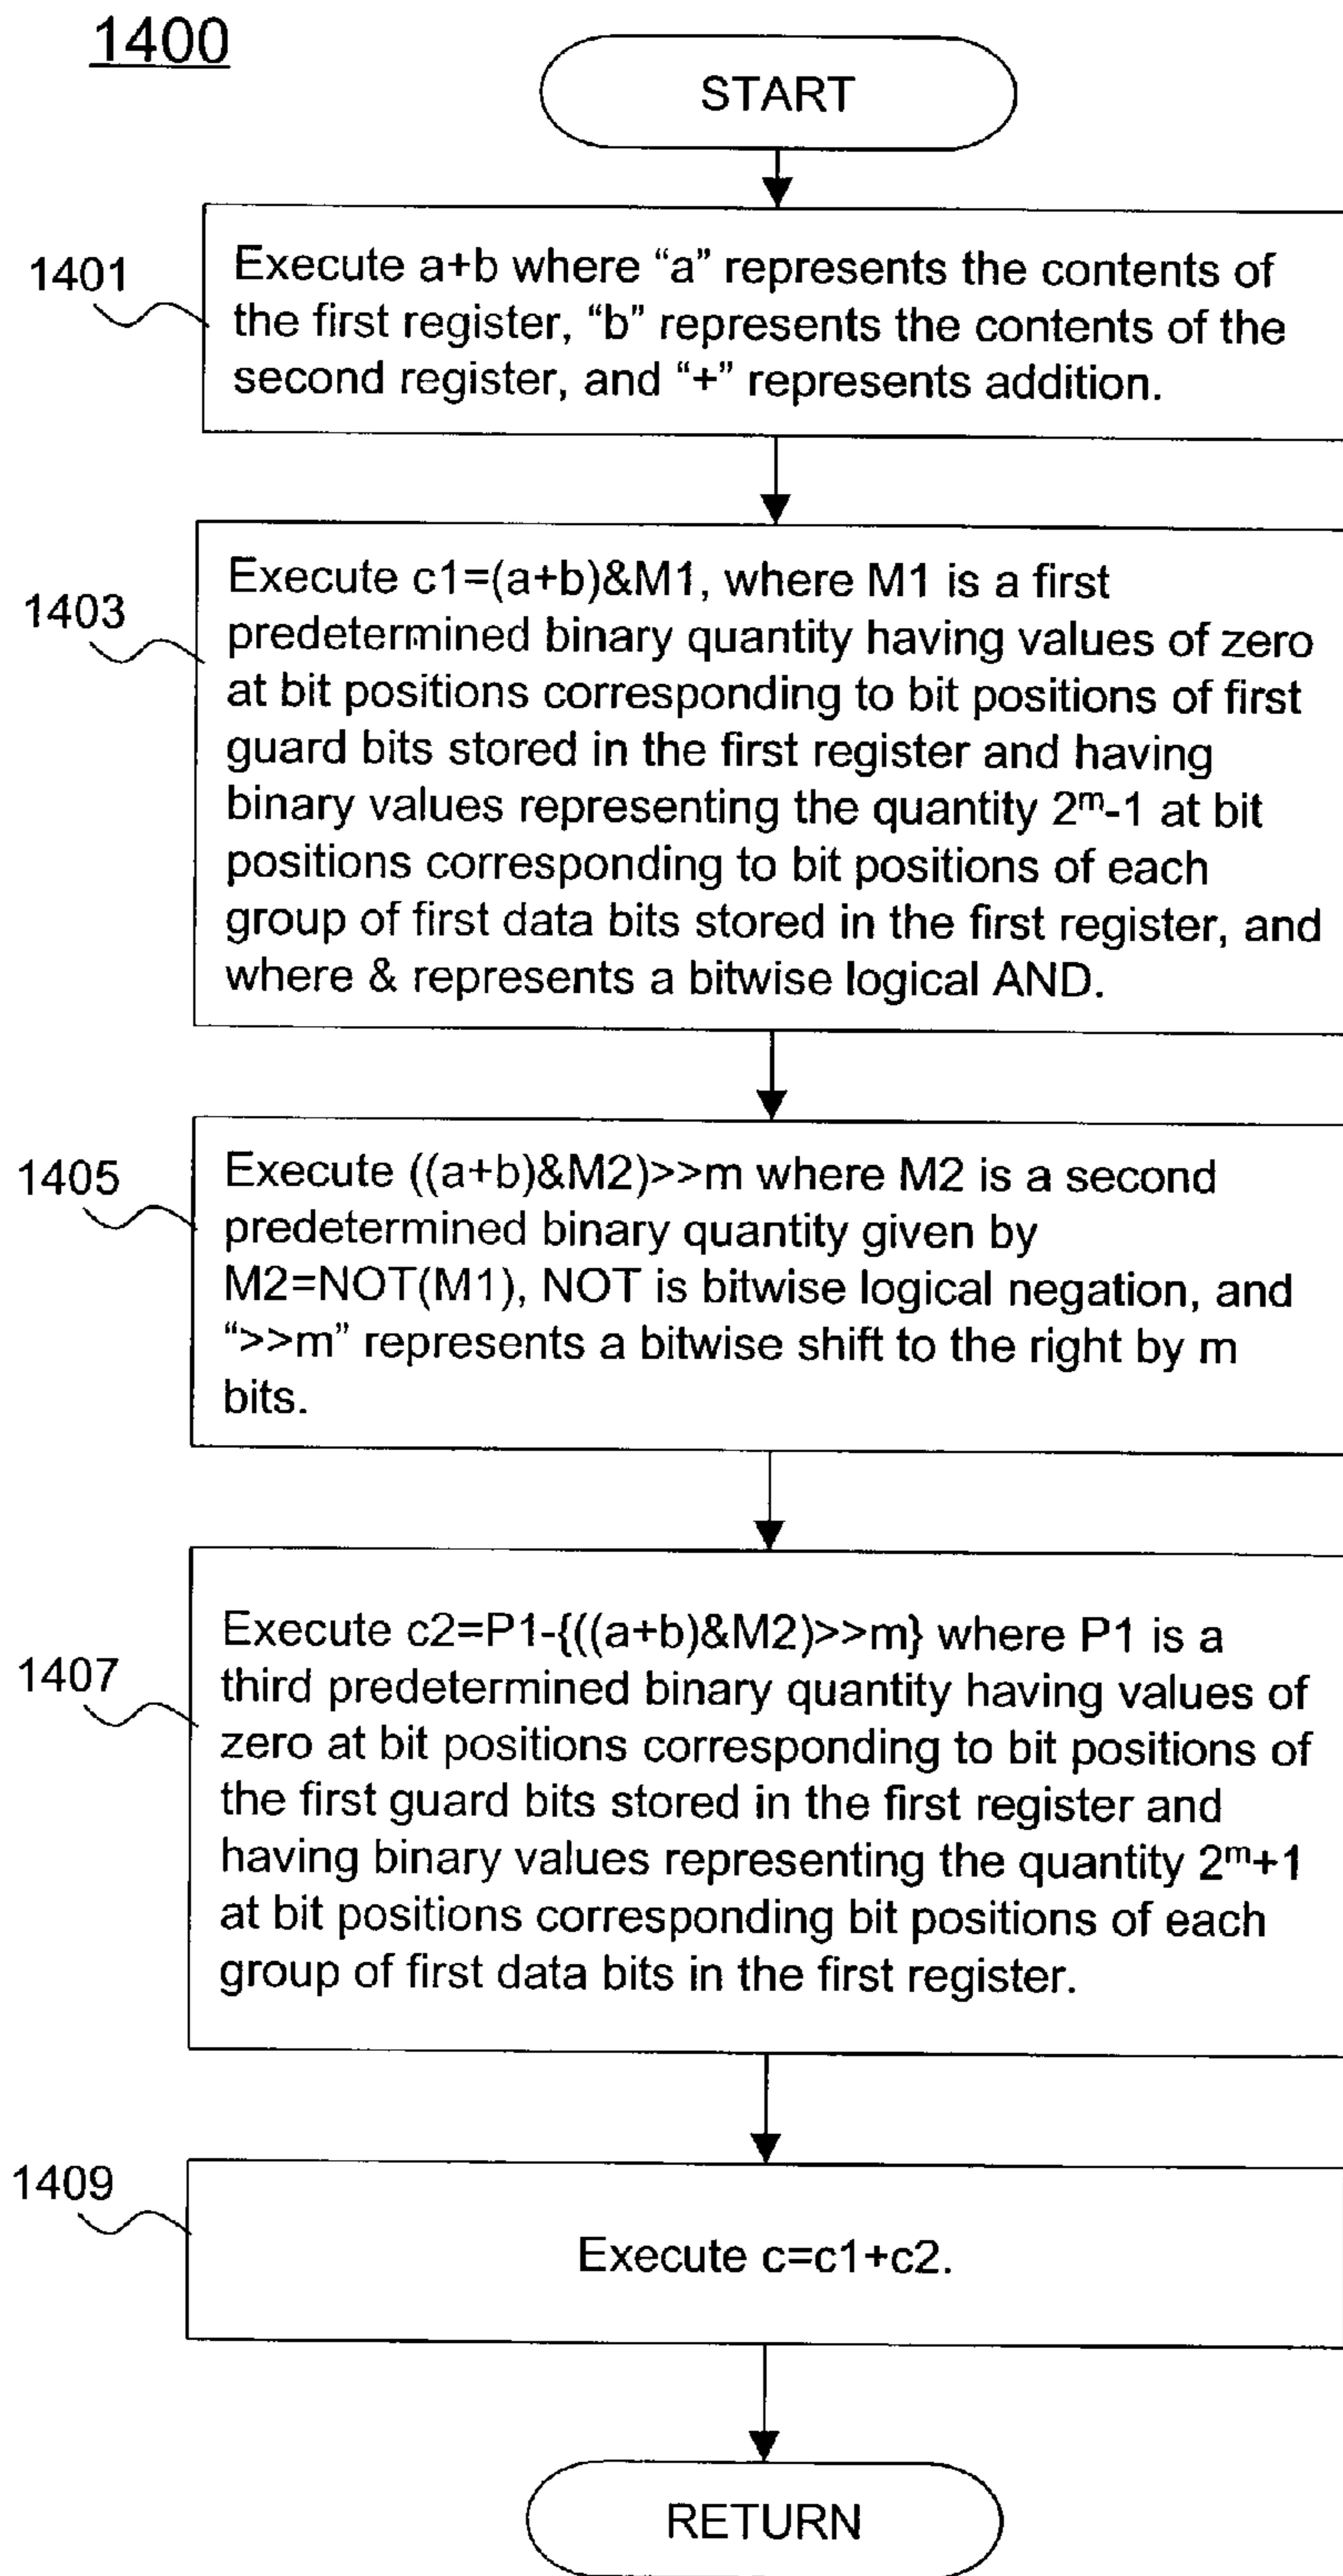 1400
START
1401
Execute a+b where “a” represents the contents of
the first register, “b” represents the contents of the
second register, and “+” represents addition.
1403
Execute c1=(a+b)&M1, where M1 is a first
predetermined binary quantity having values of zero
at bit positions corresponding to bit positions of first
guard bits stored in the first register and having
binary values representing the quantity 2ᵐ-1 at bit
positions corresponding to bit positions of each
group of first data bits stored in the first register, and
where & represents a bitwise logical AND.
1405
Execute ((a+b)&M2)>>m where M2 is a second
predetermined binary quantity given by
M2=NOT(M1), NOT is bitwise logical negation, and
“>>m” represents a bitwise shift to the right by m
bits.
1407
Execute c2=P1-{((a+b)&M2)>>m} where P1 is a
third predetermined binary quantity having values of
zero at bit positions corresponding to bit positions of
the first guard bits stored in the first register and
having binary values representing the quantity 2ᵐ+1
at bit positions corresponding bit positions of each
group of first data bits in the first register.
1409
Execute c=c1+c2.
RETURN